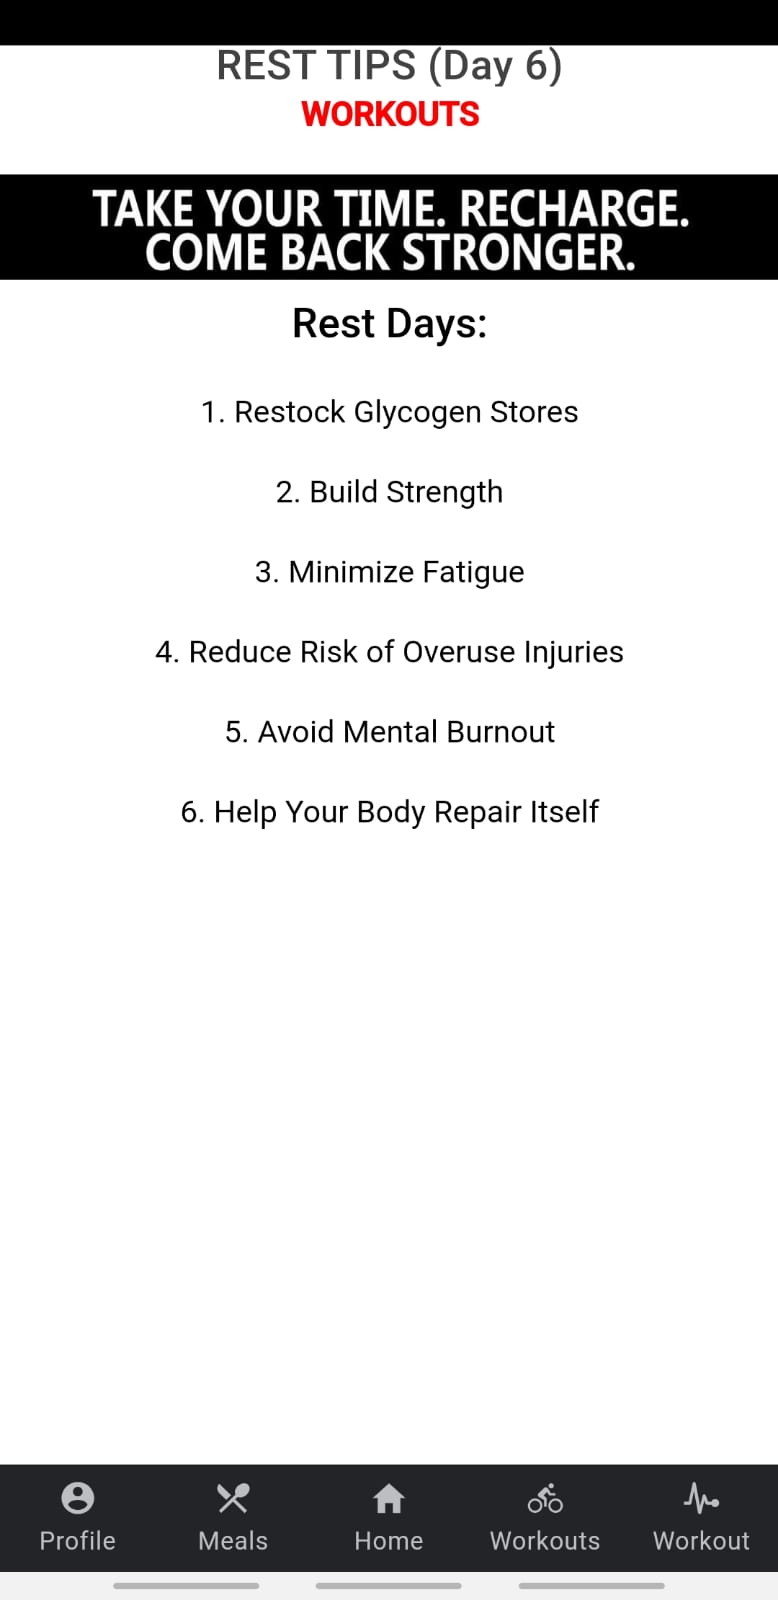 REST TIPS (Day 6)
WORKOUTS
TAKE YOUR TIME. RECHARGE.
COME BACK STRONGER.
Rest Days:
1. Restock Glycogen Stores
2. Build Strength
3. Minimize Fatigue
4. Reduce Risk of Overuse Injuries
5. Avoid Mental Burnout
6. Help Your Body Repair Itself
Profile Meals Home Workouts Workout